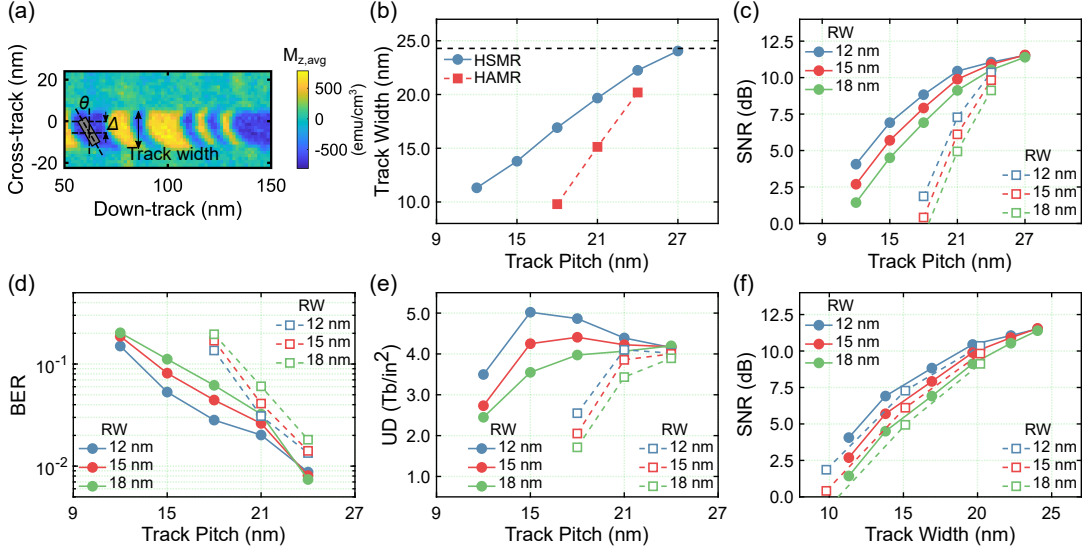 (a)
Cross-track (nm)
20
0
-20
θ
Δ
Track width
50
100
150
Down-track (nm)
M_z,avg
500
0
-500
(emu/cm³)
(b)
Track Width (nm)
25.0
20.0
15.0
10.0
HSMR
HAMR
9
15
21
27
Track Pitch (nm)
(c)
SNR (dB)
12.5
10.0
7.5
5.0
2.5
0.0
RW
12 nm
15 nm
18 nm
RW
12 nm
15 nm
18 nm
9
15
21
27
Track Pitch (nm)
(d)
BER
10⁻¹
10⁻²
RW
12 nm
15 nm
18 nm
RW
12 nm
15 nm
18 nm
9
15
21
27
Track Pitch (nm)
(e)
UD (Tb/in²)
5.0
4.0
3.0
2.0
1.0
RW
12 nm
15 nm
18 nm
RW
12 nm
15 nm
18 nm
9
15
21
27
Track Pitch (nm)
(f)
SNR (dB)
12.5
10.0
7.5
5.0
2.5
0.0
RW
12 nm
15 nm
18 nm
RW
12 nm
15 nm
18 nm
10
15
20
25
Track Width (nm)